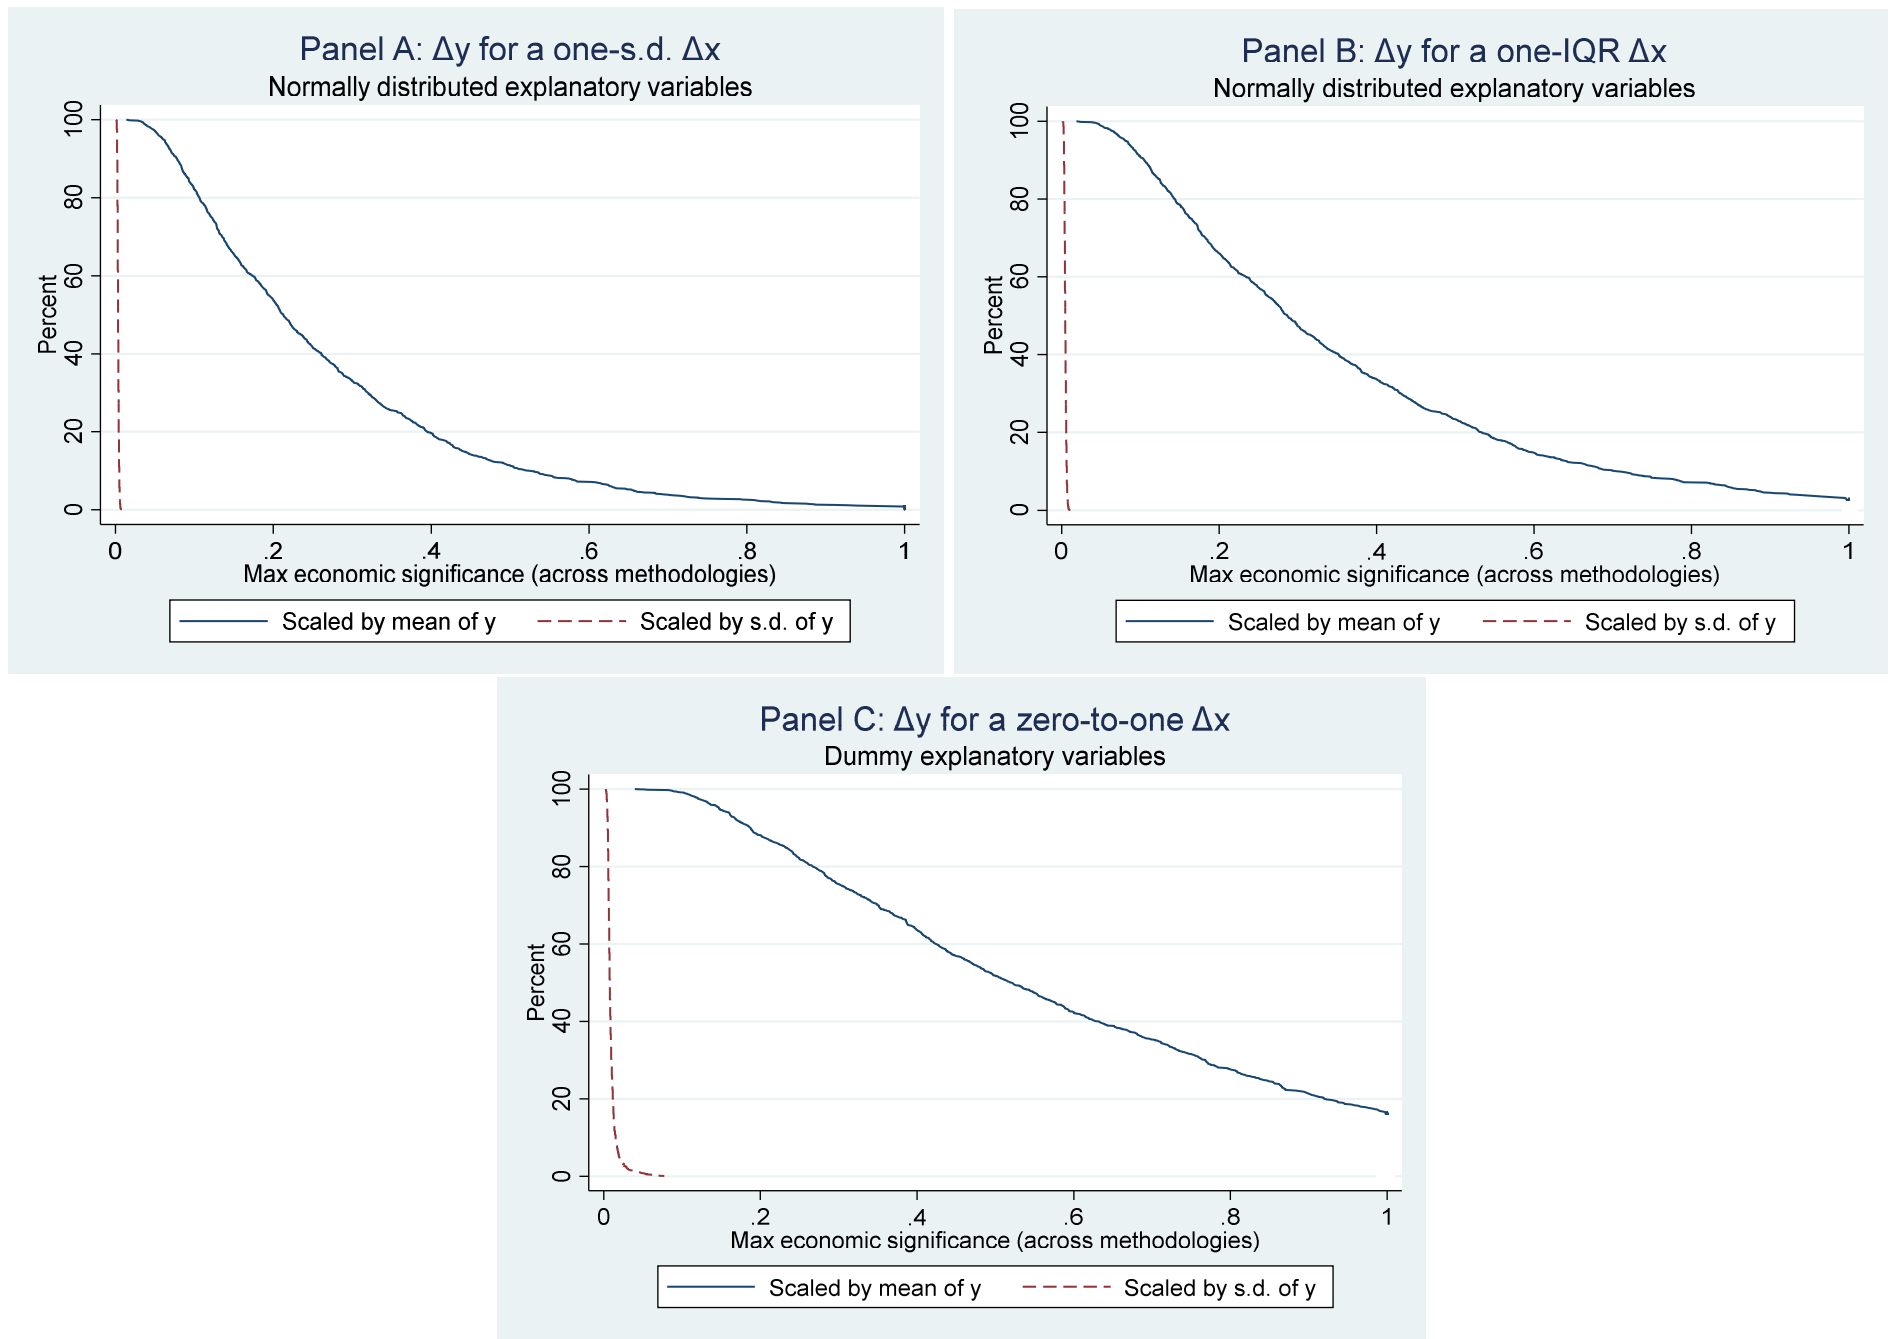 Panel A: Δy for a one-s.d. Δx
Normally distributed explanatory variables
Percent
100
80
60
40
20
0
0 .2 .4 .6 .8 1
Max economic significance (across methodologies)
Scaled by mean of y Scaled by s.d. of y
Panel B: Δy for a one-IQR Δx
Normally distributed explanatory variables
Percent
100
80
60
40
20
0
0 .2 .4 .6 .8 1
Max economic significance (across methodologies)
Scaled by mean of y Scaled by s.d. of y
Panel C: Δy for a zero-to-one Δx
Dummy explanatory variables
Percent
100
80
60
40
20
0
0 .2 .4 .6 .8 1
Max economic significance (across methodologies)
Scaled by mean of y Scaled by s.d. of y